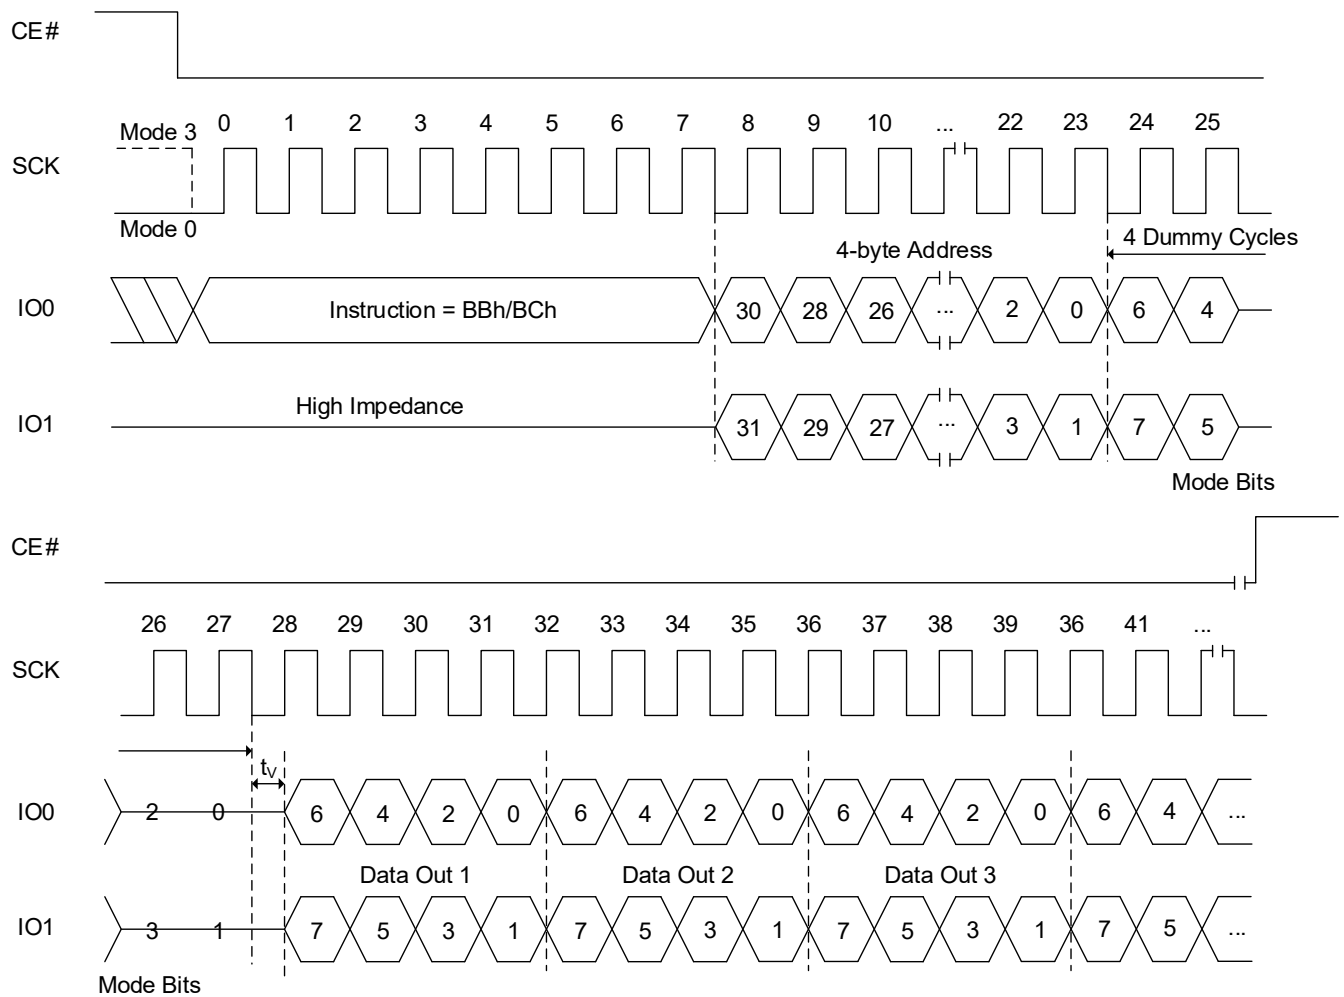 CE#
Mode 3 0 1 2 3 4 5 6 7 8 9 10 ... 22 23 24 25
SCK
Mode 0
4-byte Address 4 Dummy Cycles
IO0 Instruction = BBh/BCh 30 28 26 ... 2 0 6 4
High Impedance
IO1 31 29 27 ... 3 1 7 5
Mode Bits
CE#
26 27 28 29 30 31 32 33 34 35 36 37 38 39 36 41 ...
SCK
tV
IO0 2 0 6 4 2 0 6 4 2 0 6 4 2 0 6 4 ...
Data Out 1 Data Out 2 Data Out 3
IO1 3 1 7 5 3 1 7 5 3 1 7 5 3 1 7 5 ...
Mode Bits